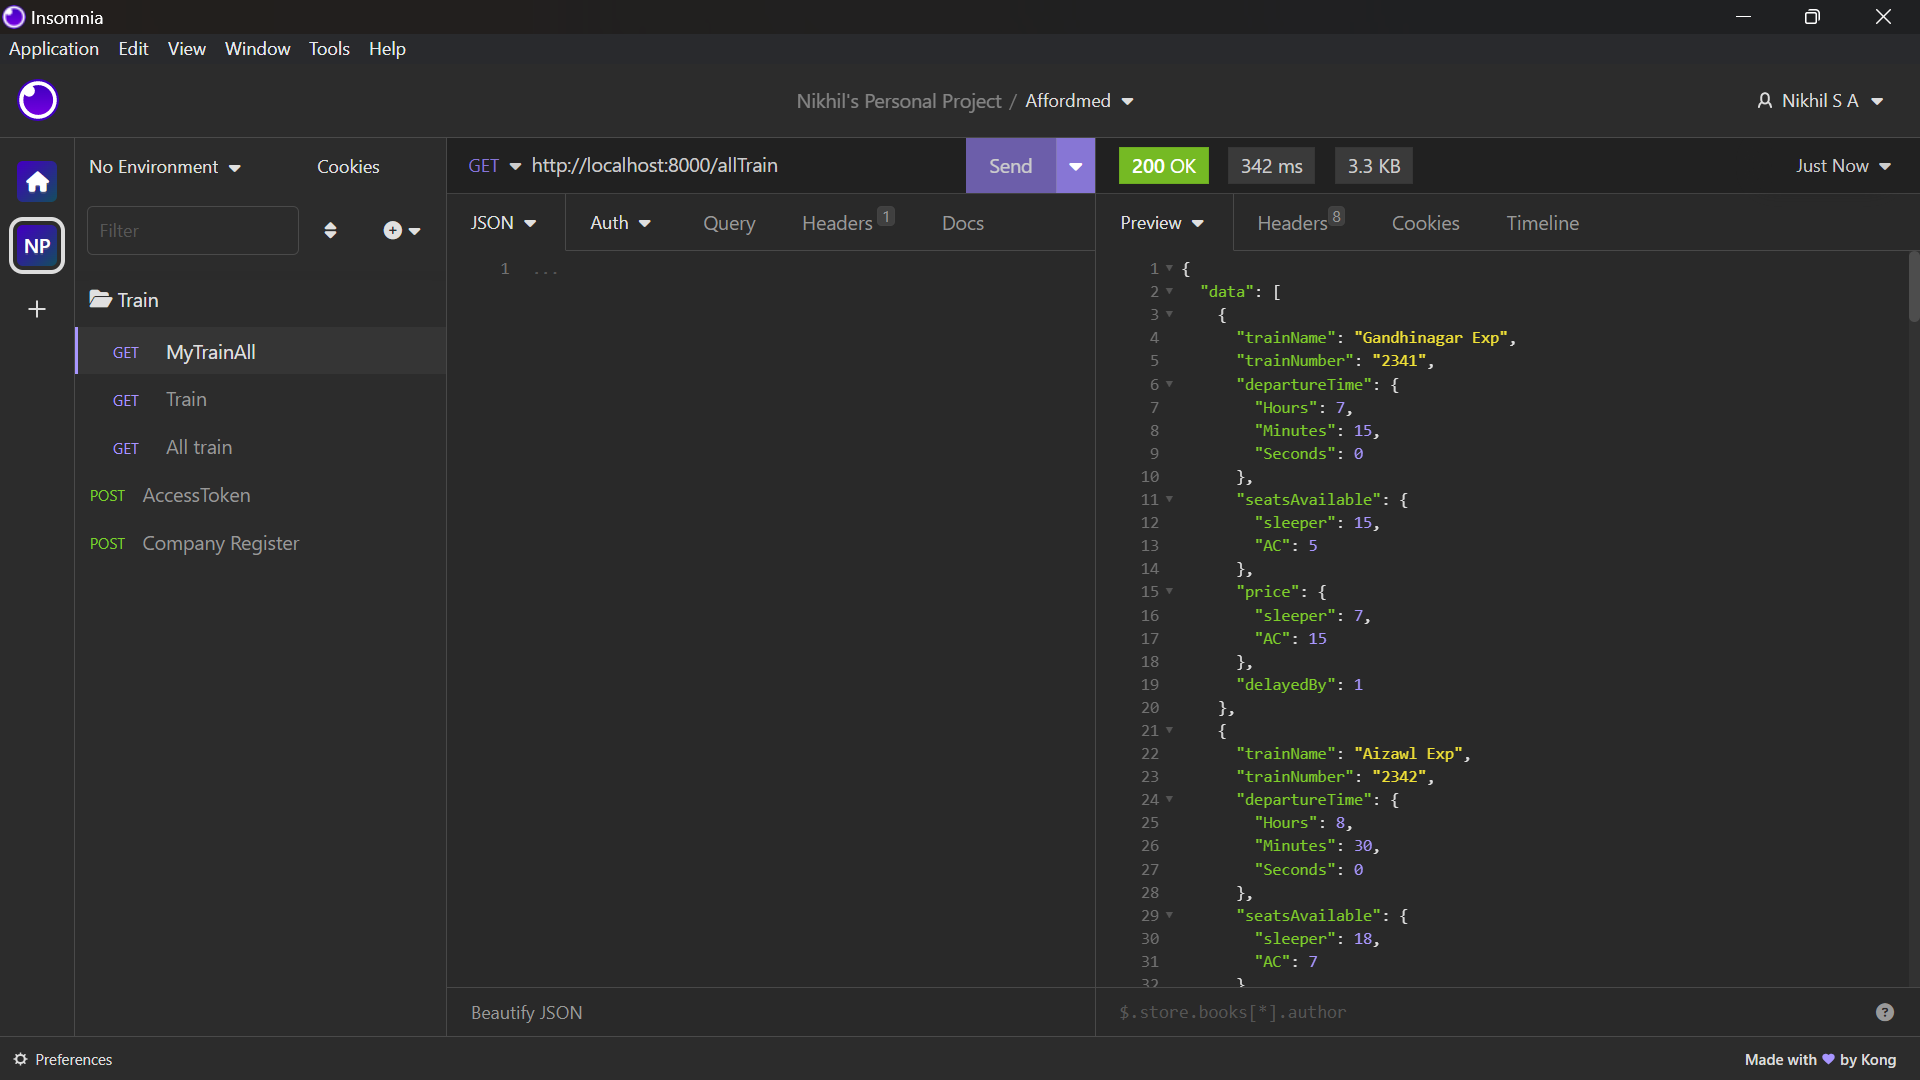 Insomnia
Application Edit View Window Tools Help
Nikhil's Personal Project / Affordmed
Nikhil S A
No Environment
Cookies
GET http://localhost:8000/allTrain
Send
200 OK
342 ms
3.3 KB
Just Now
Filter
JSON
Auth
Query
Headers 1
Docs
Preview
Headers 8
Cookies
Timeline
NP
Train
GET MyTrainAll
GET Train
GET All train
POST AccessToken
POST Company Register
1 ...
1 {
2 "data": [
3 {
4 "trainName": "Gandhinagar Exp",
5 "trainNumber": "2341",
6 "departureTime": {
7 "Hours": 7,
8 "Minutes": 15,
9 "Seconds": 0
10 },
11 "seatsAvailable": {
12 "sleeper": 15,
13 "AC": 5
14 },
15 "price": {
16 "sleeper": 7,
17 "AC": 15
18 },
19 "delayedBy": 1
20 },
21 {
22 "trainName": "Aizawl Exp",
23 "trainNumber": "2342",
24 "departureTime": {
25 "Hours": 8,
26 "Minutes": 30,
27 "Seconds": 0
28 },
29 "seatsAvailable": {
30 "sleeper": 18,
31 "AC": 7
32 }
Beautify JSON
$.store.books[*].author
Preferences
Made with 💜 by Kong